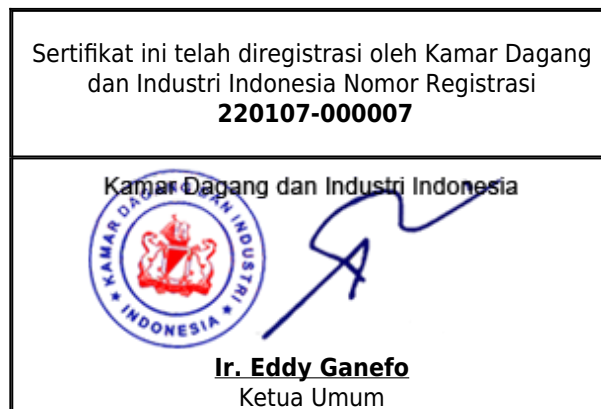 Sertifikat ini telah diregistrasi oleh Kamar Dagang
dan Industri Indonesia Nomor Registrasi
220107-000007
Kamar Dagang dan Industri Indonesia
KAMAR DAGANG DAN INDUSTRI
INDONESIA
Ir. Eddy Ganefo
Ketua Umum